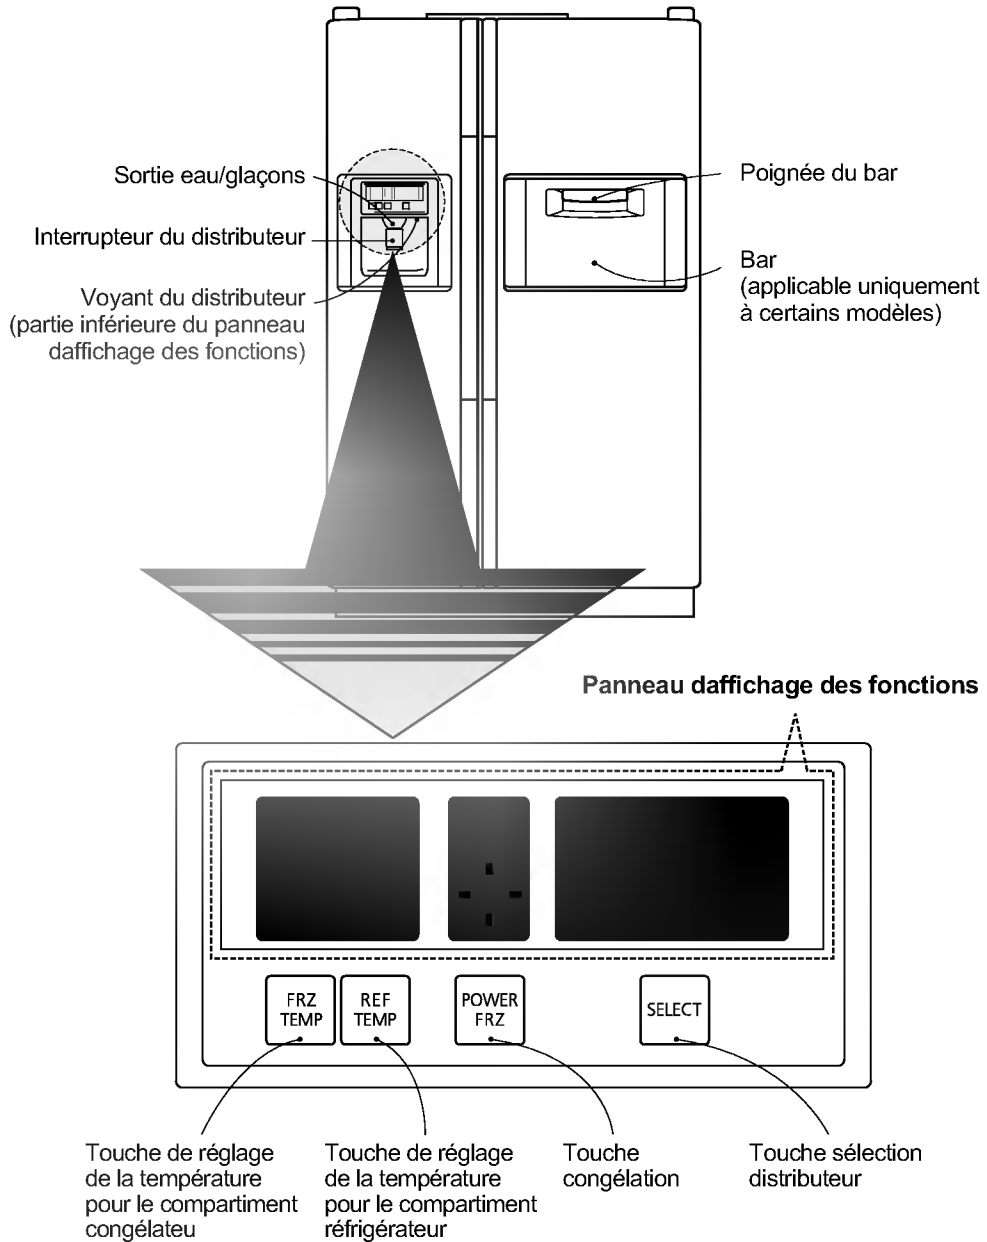 Sortie eau/glaçons
Interrupteur du distributeur
Voyant du distributeur
(partie inférieure du panneau
daffichage des fonctions)
Poignée du bar
Bar
(applicable uniquement
à certains modèles)
Panneau daffichage des fonctions
FRZ
TEMP
REF
TEMP
POWER
FRZ
SELECT
Touche de réglage
de la température
pour le compartiment
congélateu
Touche de réglage
de la température
pour le compartiment
réfrigérateur
Touche
congélation
Touche sélection
distributeur